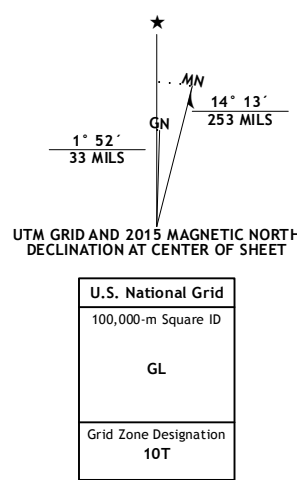 ★
MN
GN
1° 52´
33 MILS
14° 13´
253 MILS
UTM GRID AND 2015 MAGNETIC NORTH
DECLINATION AT CENTER OF SHEET
U.S. National Grid
100,000-m Square ID
GL
Grid Zone Designation
10T